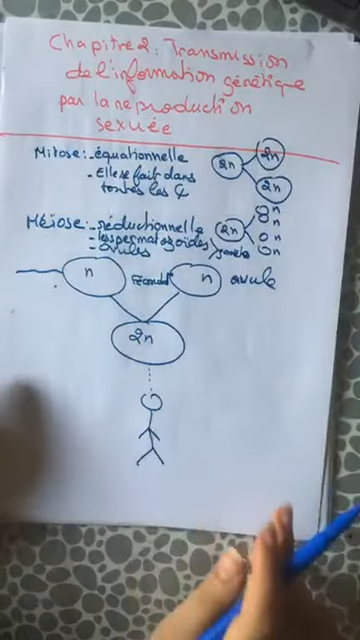 Chapitre 2: Transmission
de l'information génétique
par la reproduction
sexuée
Mitose: - équationnelle
- Elle se fait dans
toutes les
2n
2n
2n
Méiose: - réductionnelle
- les spermatozoïdes
- ovules
2n
n
n
n
n
n
n
ovule
2n